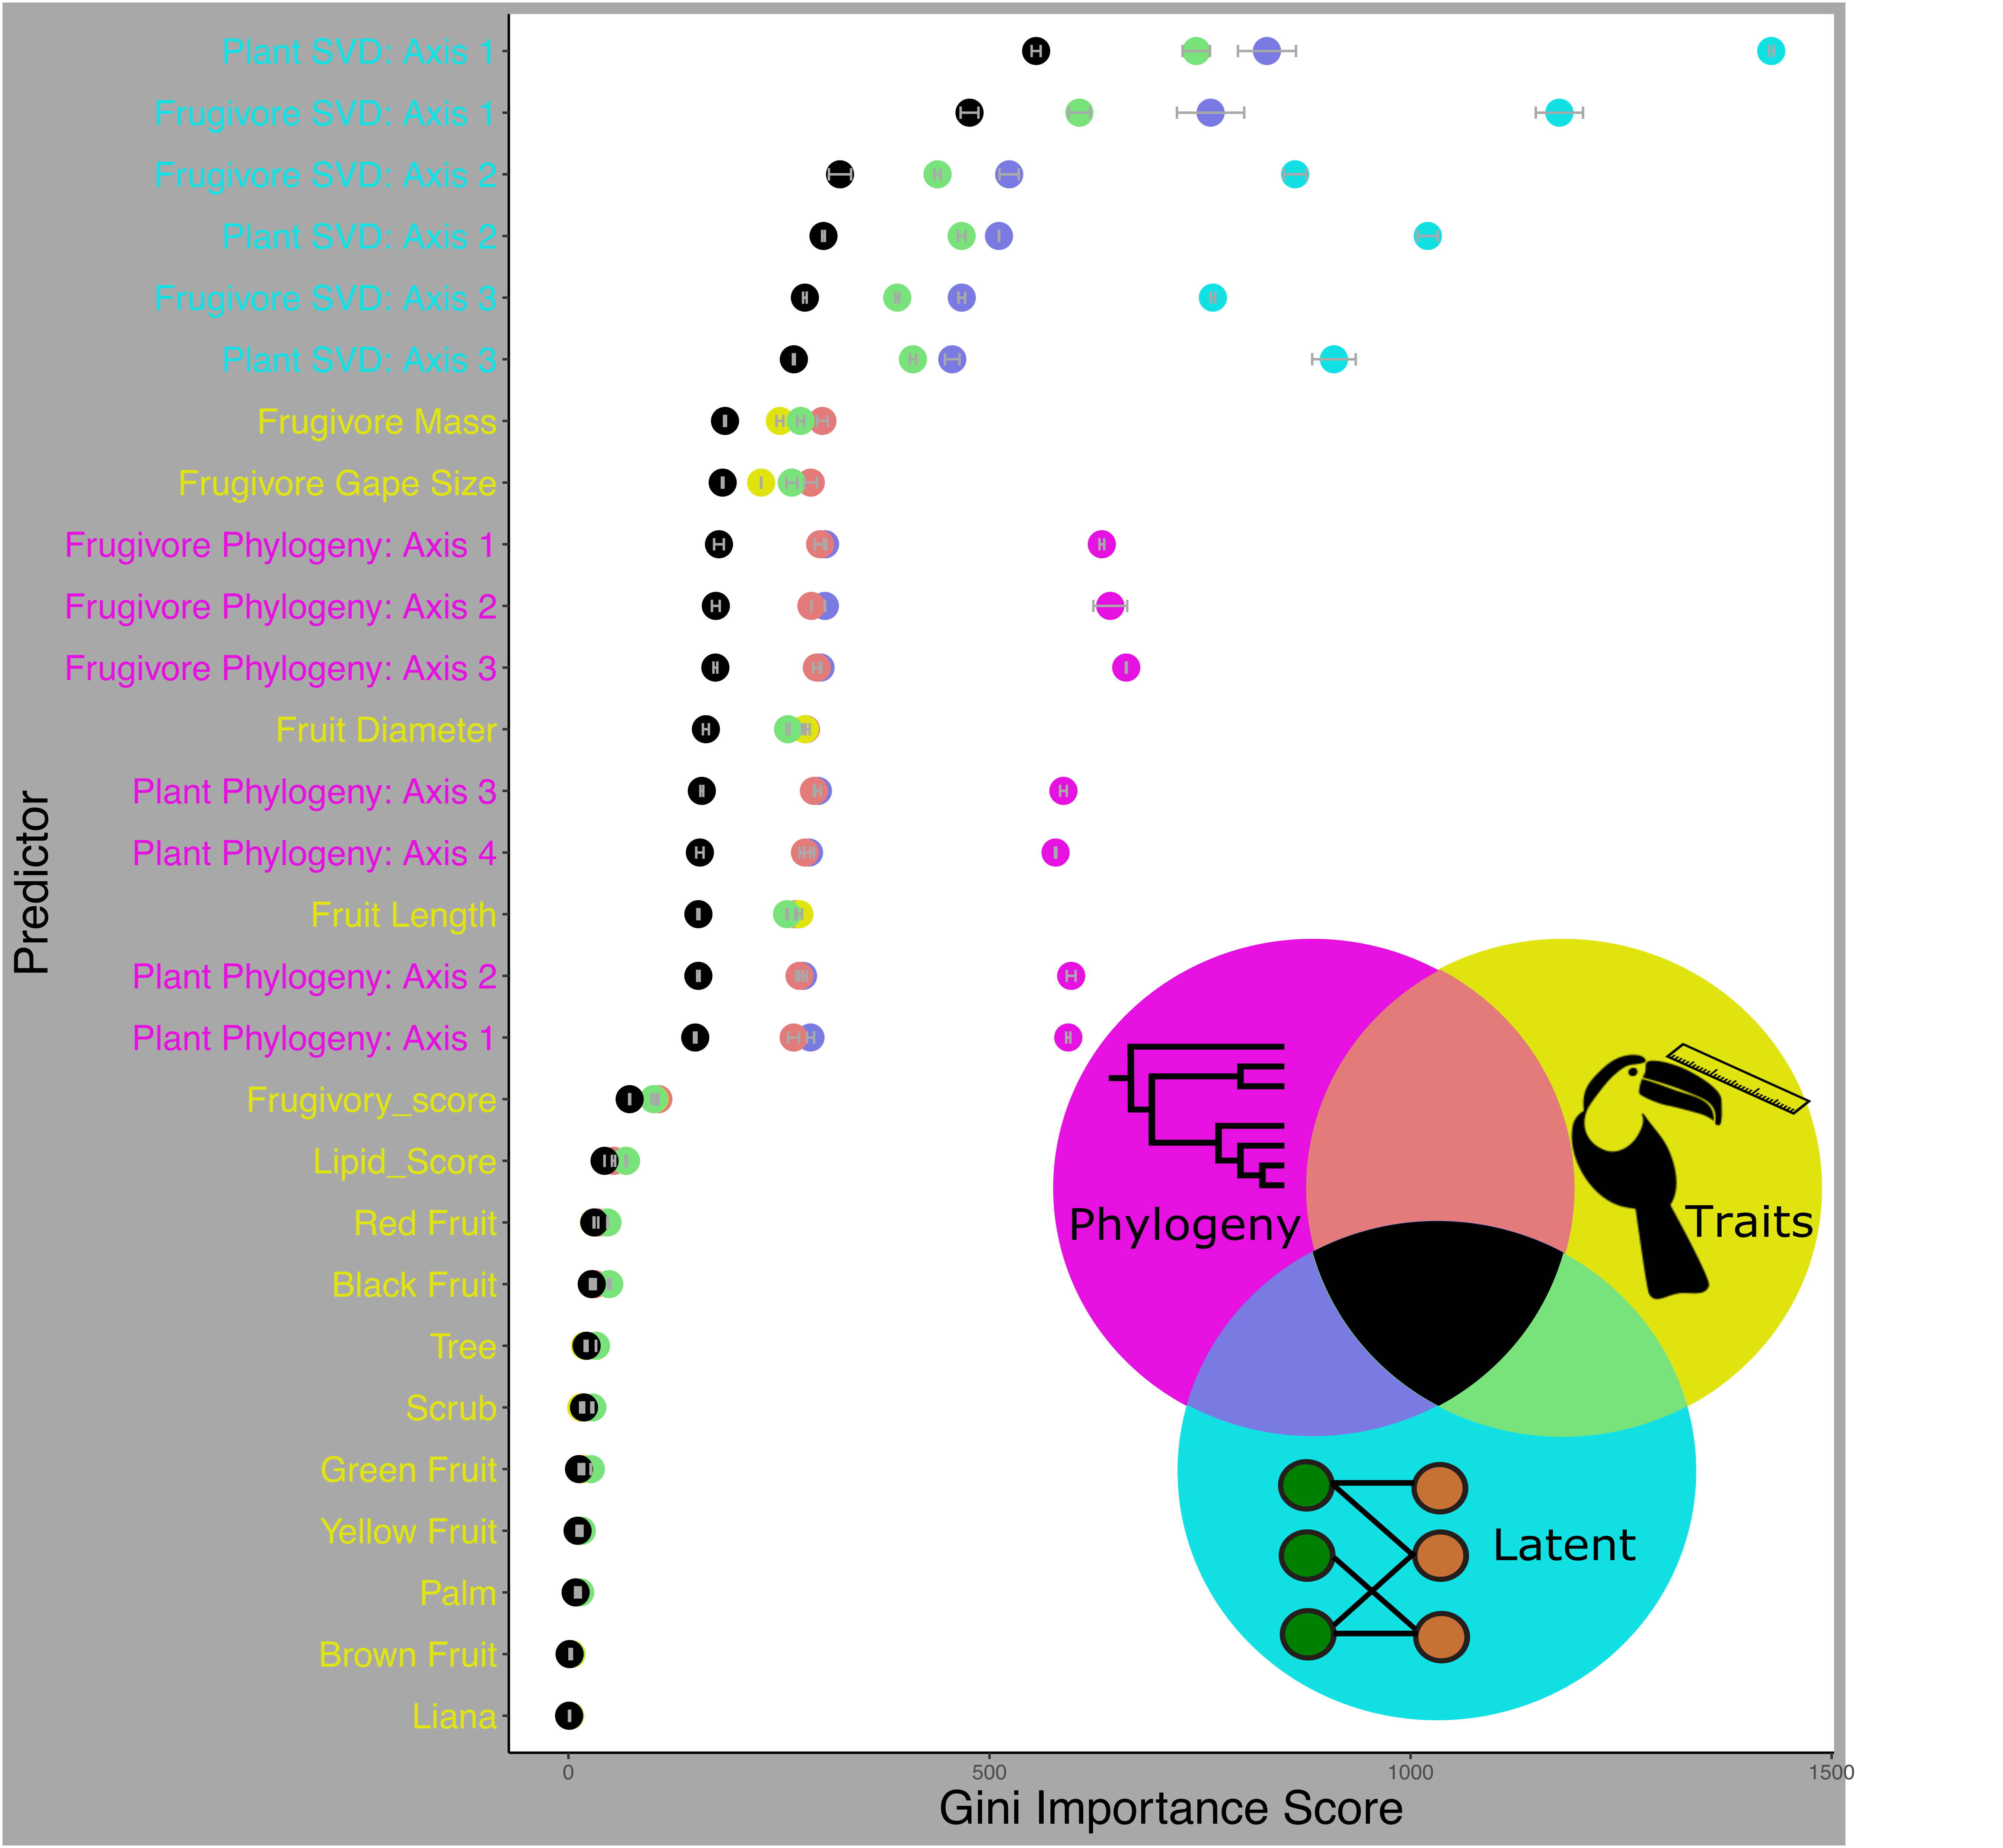 Plant SVD: Axis 1
Frugivore SVD: Axis 1
Frugivore SVD: Axis 2
Plant SVD: Axis 2
Frugivore SVD: Axis 3
Plant SVD: Axis 3
Frugivore Mass
Frugivore Gape Size
Frugivore Phylogeny: Axis 1
Frugivore Phylogeny: Axis 2
Frugivore Phylogeny: Axis 3
Fruit Diameter
Plant Phylogeny: Axis 3
Plant Phylogeny: Axis 4
Fruit Length
Plant Phylogeny: Axis 2
Plant Phylogeny: Axis 1
Frugivory_score
Lipid_Score
Red Fruit
Black Fruit
Tree
Scrub
Green Fruit
Yellow Fruit
Palm
Brown Fruit
Liana
Predictor
Phylogeny
Traits
Latent
0 500 1000 1500
Gini Importance Score